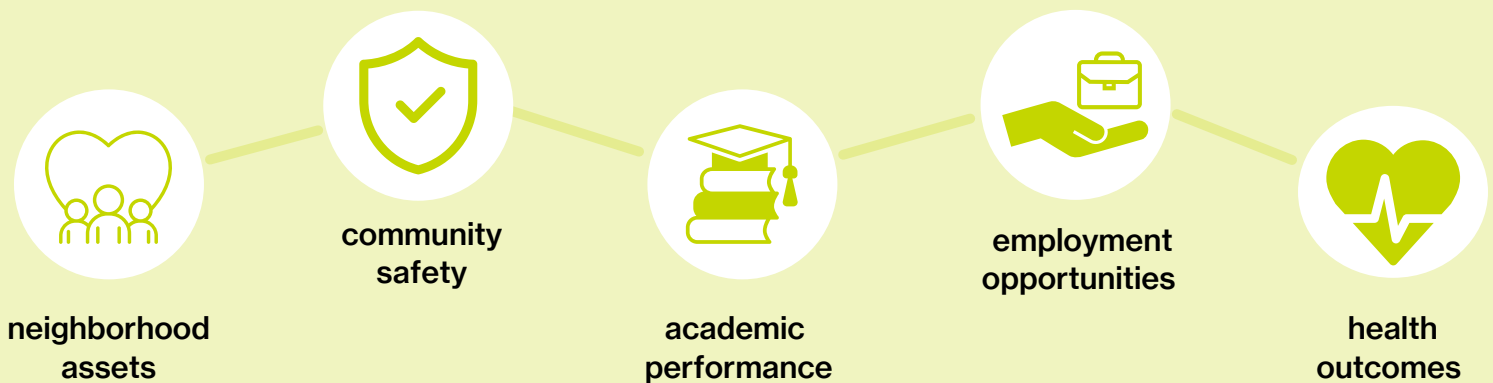 neighborhood
assets
community
safety
academic
performance
employment
opportunities
health
outcomes